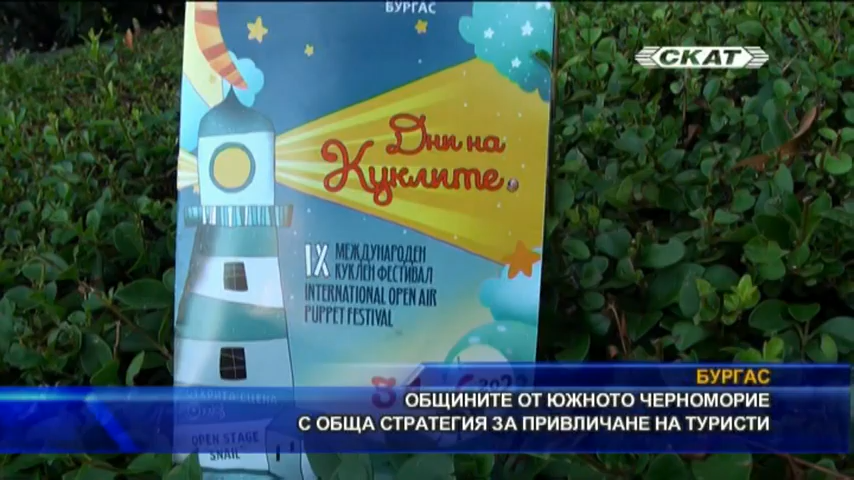 БУРГАС
СКАТ
Дни на
Куклите
IX МЕЖДУНАРОДЕН
КУКЛЕН ФЕСТИВАЛ
INTERNATIONAL OPEN AIR
PUPPET FESTIVAL
БУРГАС
ОБЩИНИТЕ ОТ ЮЖНОТО ЧЕРНОМОРИЕ
С ОБЩА СТРАТЕГИЯ ЗА ПРИВЛИЧАНЕ НА ТУРИСТИ
OPEN STAGE
SNAIL